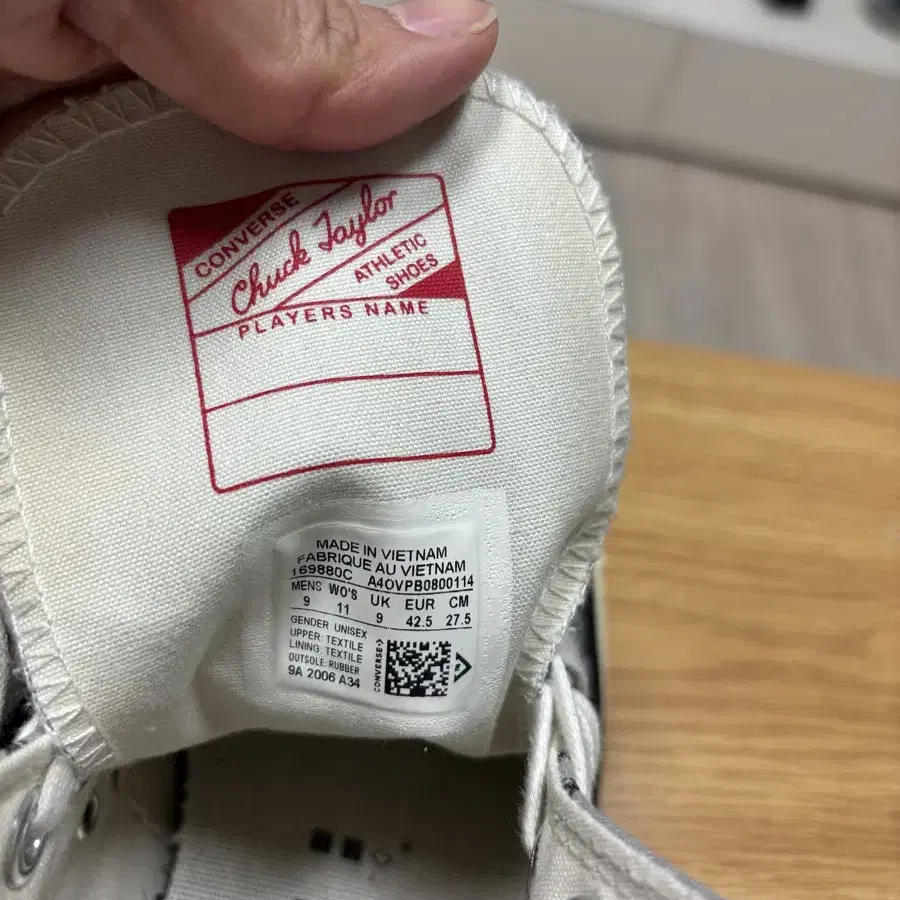 CONVERSE
Chuck Taylor
ATHLETIC
SHOES
PLAYERS NAME
MADE IN VIETNAM
FABRIQUE AU VIETNAM
169880C A4OVPB0800114
MENS WO'S UK EUR CM
9 11 9 42.5 27.5
GENDER: UNISEX
UPPER: TEXTILE
LINING: TEXTILE
OUTSOLE: RUBBER
9A 2006 A34
CONVERSE